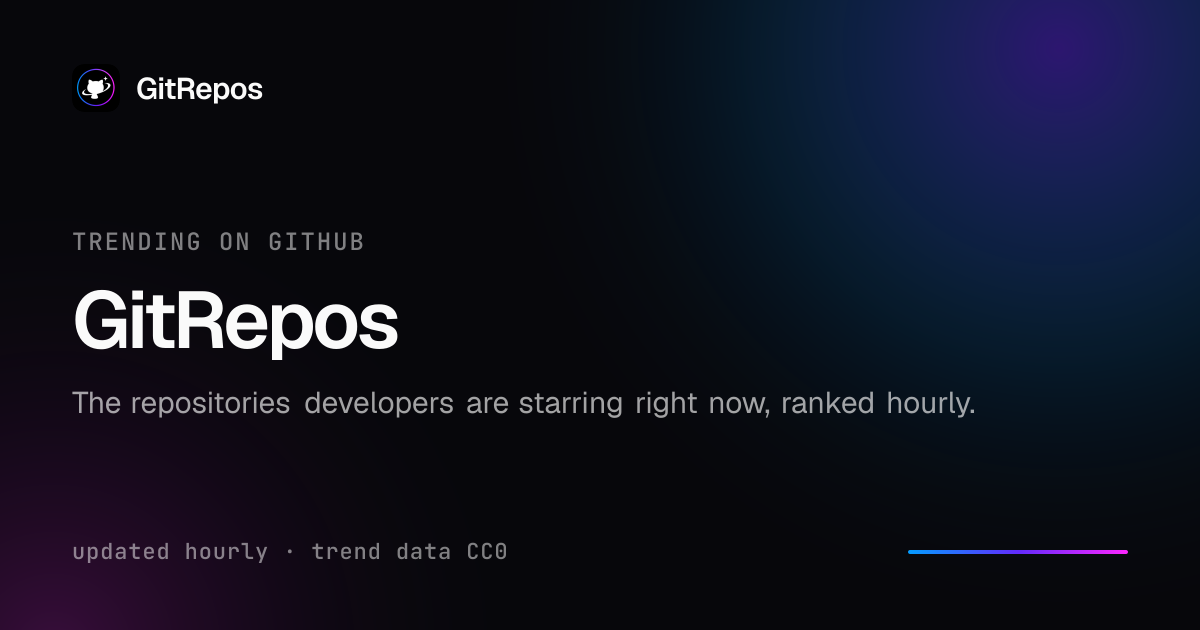 GitRepos
TRENDING ON GITHUB
GitRepos
The repositories developers are starring right now, ranked hourly.
updated hourly · trend data CC0